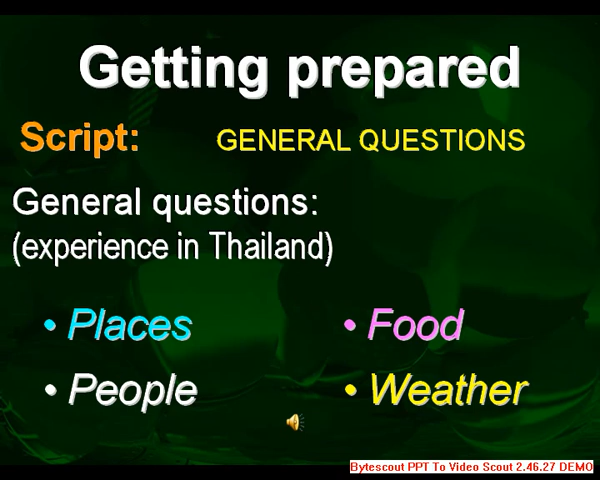 Getting prepared
Script: GENERAL QUESTIONS
General questions:
(experience in Thailand)
• Places • Food
• People • Weather
Bytescout PPT To Video Scout 2.46.27 DEMO